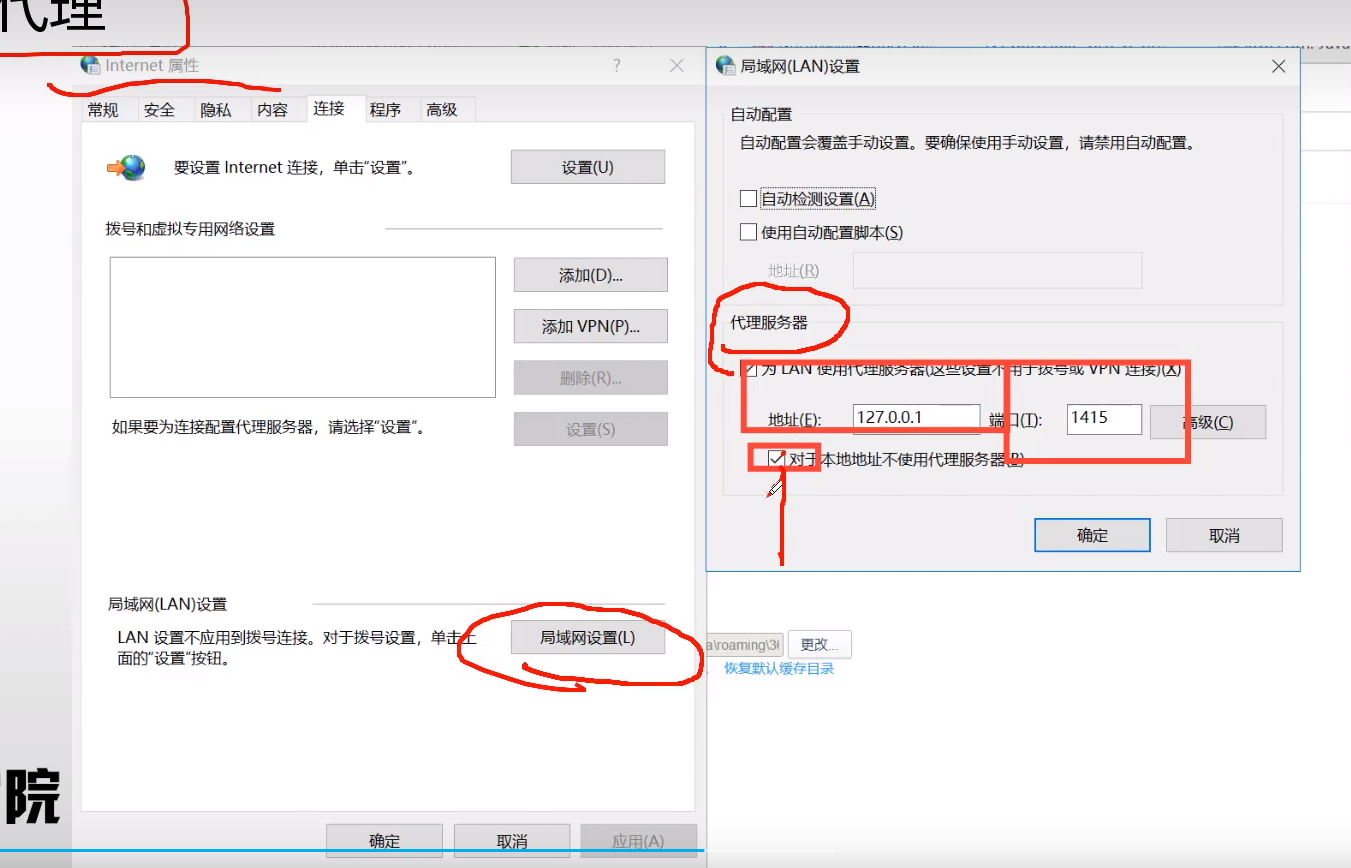 代理
Internet 属性
?
常规 安全 隐私 内容 连接 程序 高级
要设置 Internet 连接，单击“设置”。
设置(U)
拨号和虚拟专用网络设置
添加(D)...
添加 VPN(P)...
删除(R)...
如果要为连接配置代理服务器，请选择“设置”。
设置(S)
局域网(LAN)设置
LAN 设置不应用到拨号连接。对于拨号设置，单击上
面的“设置”按钮。
局域网设置(L)
确定 取消 应用(A)
局域网(LAN)设置
自动配置
自动配置会覆盖手动设置。要确保使用手动设置，请禁用自动配置。
自动检测设置(A)
使用自动配置脚本(S)
地址(R)
代理服务器
为 LAN 使用代理服务器(这些设置不用于拨号或 VPN 连接)(X)
地址(E): 127.0.0.1 端口(T): 1415 高级(C)
对于本地地址不使用代理服务器(B)
确定 取消
a\roaming\36 更改...
恢复默认缓存目录
院